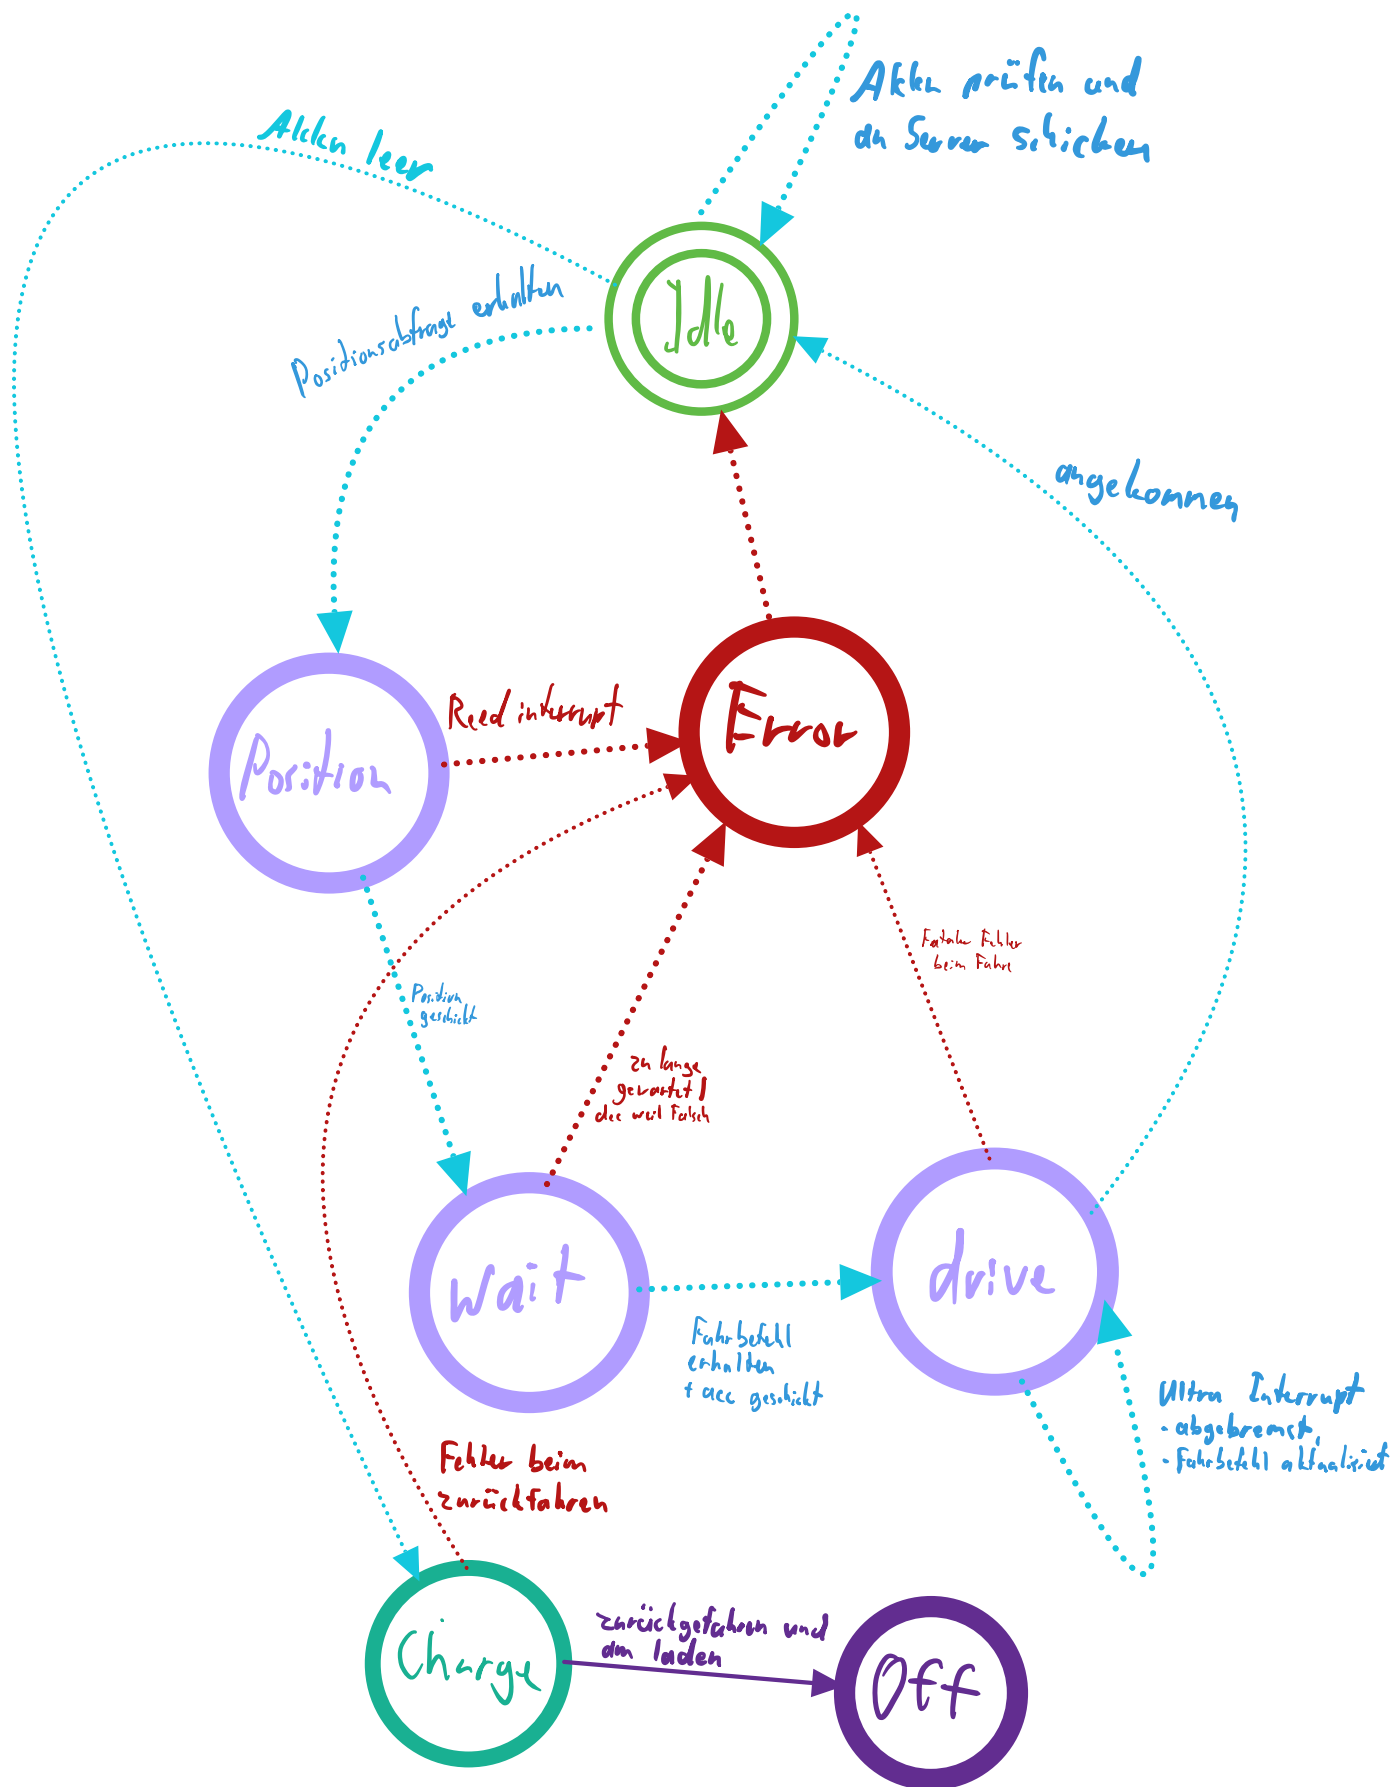 Akku prüfen und
an Server schicken
Akku leer
Positionsabfrage erhalten
Idle
angekommen
Reed interrupt
Error
Position
Fatale Fehler
beim Fahre
Position
geschickt
zu lange
gewartet /
acc weil Falsch
Wait
drive
Fahrbefehl
erhalten
+ acc geschickt
Ultra Interrupt
- abgebremst,
- Fahrbefehl aktualisiert
Fehler beim
zurückfahren
Charge
zurückgefahren und
am laden
Off